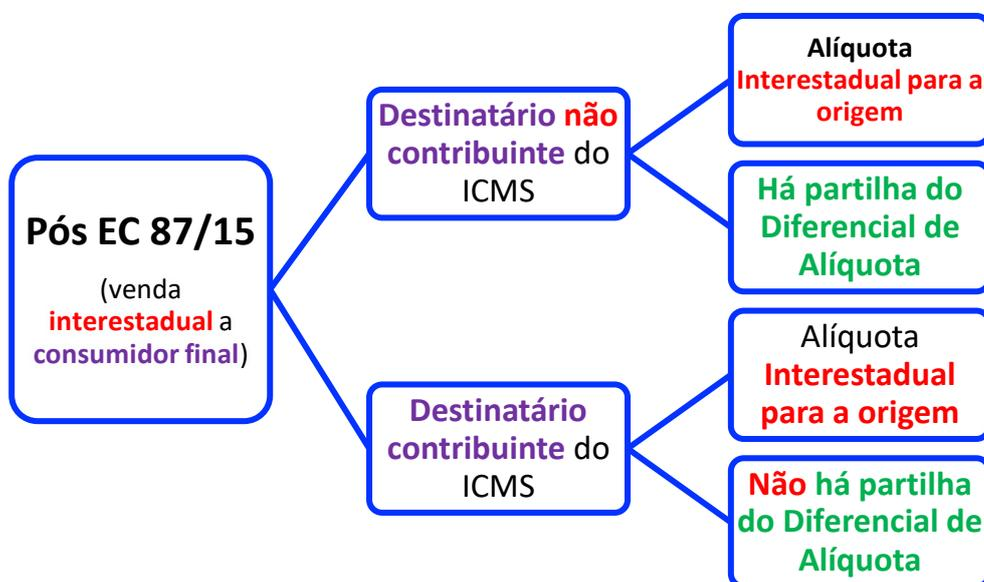 Pós EC 87/15
(venda
interestadual a
consumidor final)
Destinatário não
contribuinte do
ICMS
Alíquota
Interestadual para a
origem
Há partilha do
Diferencial de
Alíquota
Destinatário
contribuinte do
ICMS
Alíquota
Interestadual
para a origem
Não há partilha
do Diferencial de
Alíquota